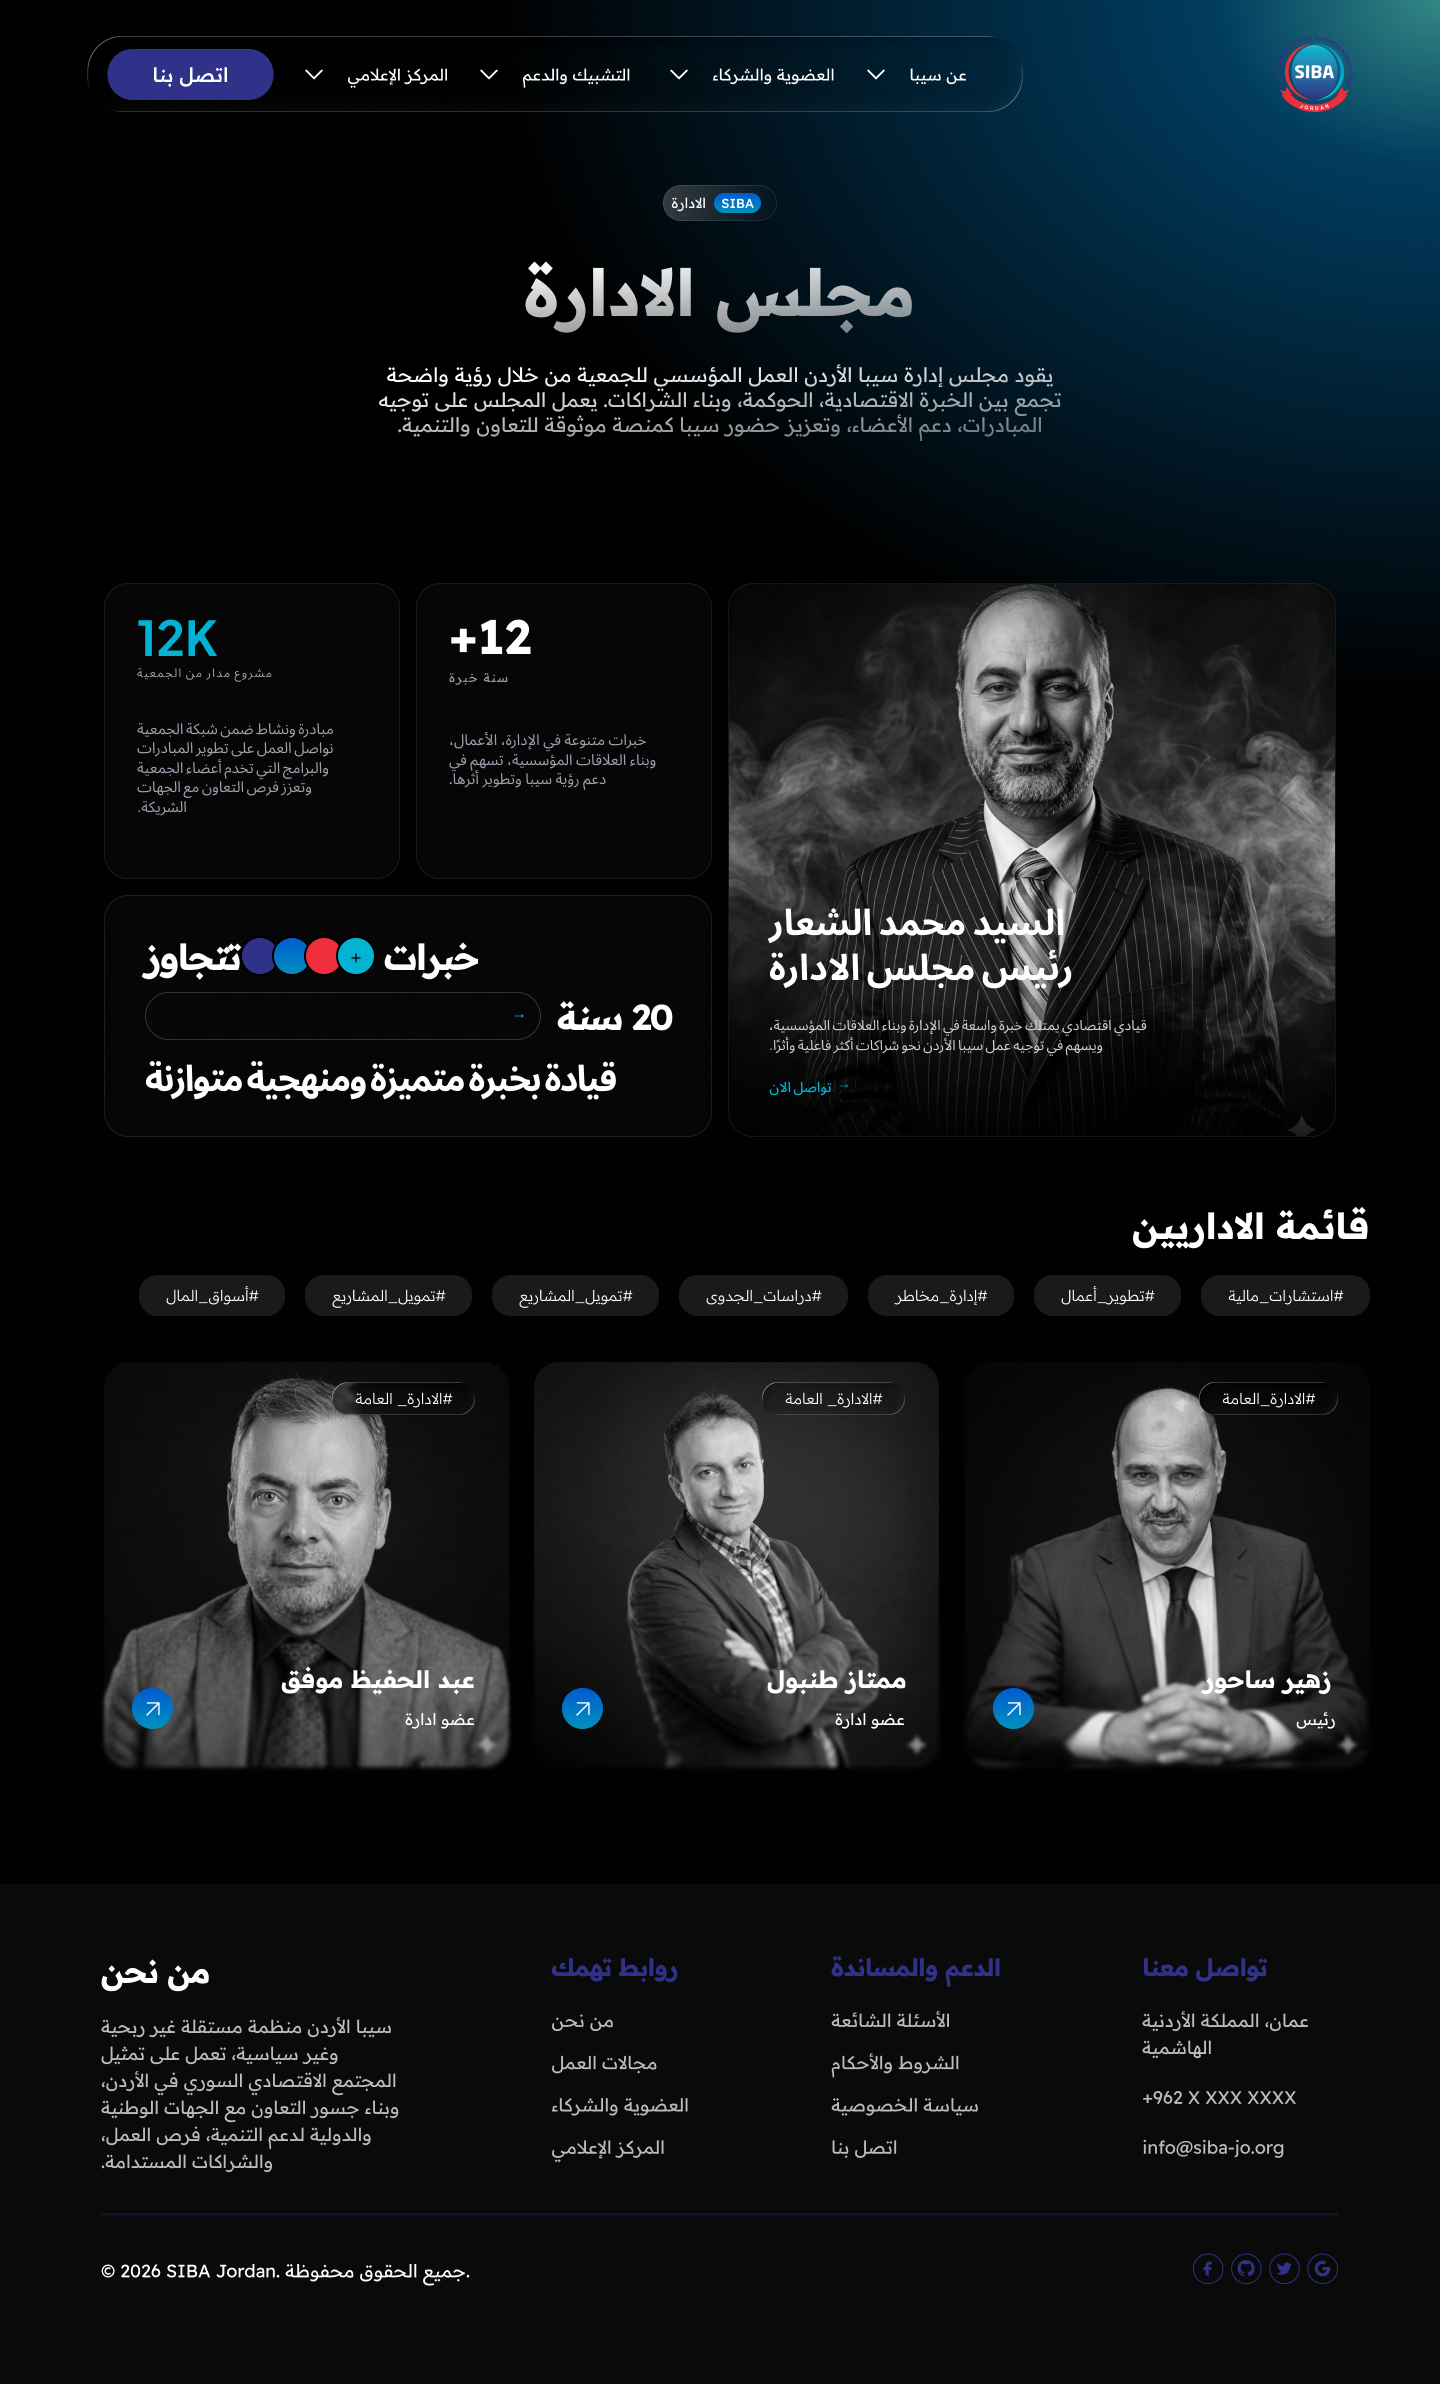 SIBA
JORDAN
عن سيبا
العضوية والشركاء
التشبيك والدعم
المركز الإعلامي
اتصل بنا
SIBA الادارة
مجلس الادارة
يقود مجلس إدارة سيبا الأردن العمل المؤسسي للجمعية من خلال رؤية واضحة
تجمع بين الخبرة الاقتصادية، الحوكمة، وبناء الشراكات. يعمل المجلس على توجيه
المبادرات، دعم الأعضاء، وتعزيز حضور سيبا كمنصة موثوقة للتعاون والتنمية.
السيد محمد الشعار
رئيس مجلس الادارة
قيادي اقتصادي يمتلك خبرة واسعة في الإدارة وبناء العلاقات المؤسسية،
ويسهم في توجيه عمل سيبا الأردن نحو شراكات أكثر فاعلية وأثرًا.
→ تواصل الان
+12
سنة خبرة
خبرات متنوعة في الإدارة، الأعمال،
وبناء العلاقات المؤسسية، تسهم في
دعم رؤية سيبا وتطوير أثرها.
12K
مشروع مدار من الجمعية
مبادرة ونشاط ضمن شبكة الجمعية
نواصل العمل على تطوير المبادرات
والبرامج التي تخدم أعضاء الجمعية
وتعزز فرص التعاون مع الجهات
الشريكة.
خبرات + تتجاوز
20 سنة →
قيادة بخبرة متميزة ومنهجية متوازنة
قائمة الاداريين
#استشارات_مالية
#تطوير_أعمال
#إدارة_مخاطر
#دراسات_الجدوى
#تمويل_المشاريع
#تمويل_المشاريع
#أسواق_المال
#الادارة_العامة
زهير ساحور
رئيس
#الادارة_ العامة
ممتاز طنبول
عضو ادارة
#الادارة_ العامة
عبد الحفيظ موفق
عضو ادارة
تواصل معنا
عمان، المملكة الأردنية
الهاشمية
+962 X XXX XXXX
info@siba-jo.org
الدعم والمساندة
الأسئلة الشائعة
الشروط والأحكام
سياسة الخصوصية
اتصل بنا
روابط تهمك
من نحن
مجالات العمل
العضوية والشركاء
المركز الإعلامي
من نحن
سيبا الأردن منظمة مستقلة غير ربحية
وغير سياسية، تعمل على تمثيل
المجتمع الاقتصادي السوري في الأردن،
وبناء جسور التعاون مع الجهات الوطنية
والدولية لدعم التنمية، فرص العمل،
والشراكات المستدامة.
© 2026 SIBA Jordan. جميع الحقوق محفوظة.